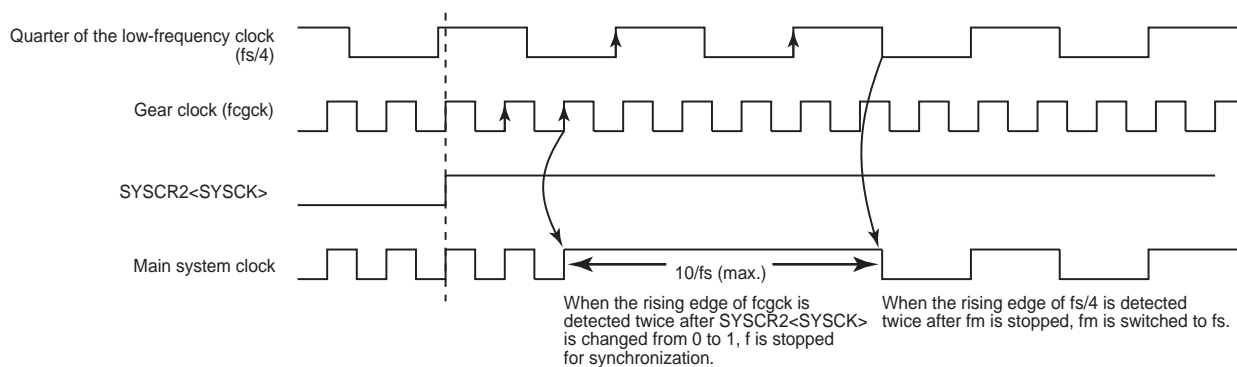 Quarter of the low-frequency clock
(fs/4)
Gear clock (fcgck)
SYSCR2<SYSCK>
Main system clock
10/fs (max.)
When the rising edge of fcgck is
detected twice after SYSCR2<SYSCK>
is changed from 0 to 1, f is stopped
for synchronization.
When the rising edge of fs/4 is detected
twice after fm is stopped, fm is switched to fs.